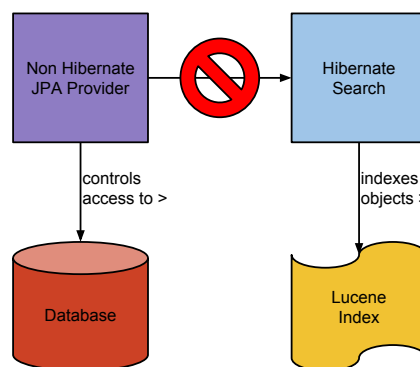 Non Hibernate
JPA Provider
Hibernate
Search
controls
access to >
indexes
objects >
Database
Lucene
Index